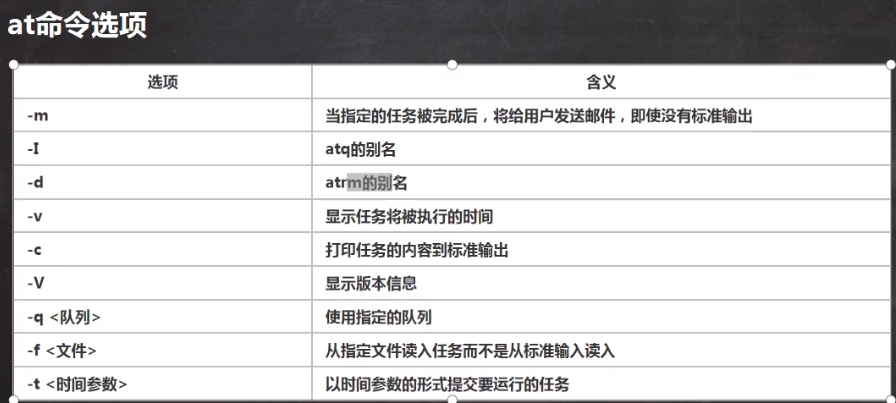 at命令选项
选项 含义
-m 当指定的任务被完成后，将给用户发送邮件，即使没有标准输出
-I atq的别名
-d atrm的别名
-v 显示任务将被执行的时间
-c 打印任务的内容到标准输出
-V 显示版本信息
-q <队列> 使用指定的队列
-f <文件> 从指定文件读入任务而不是从标准输入读入
-t <时间参数> 以时间参数的形式提交要运行的任务